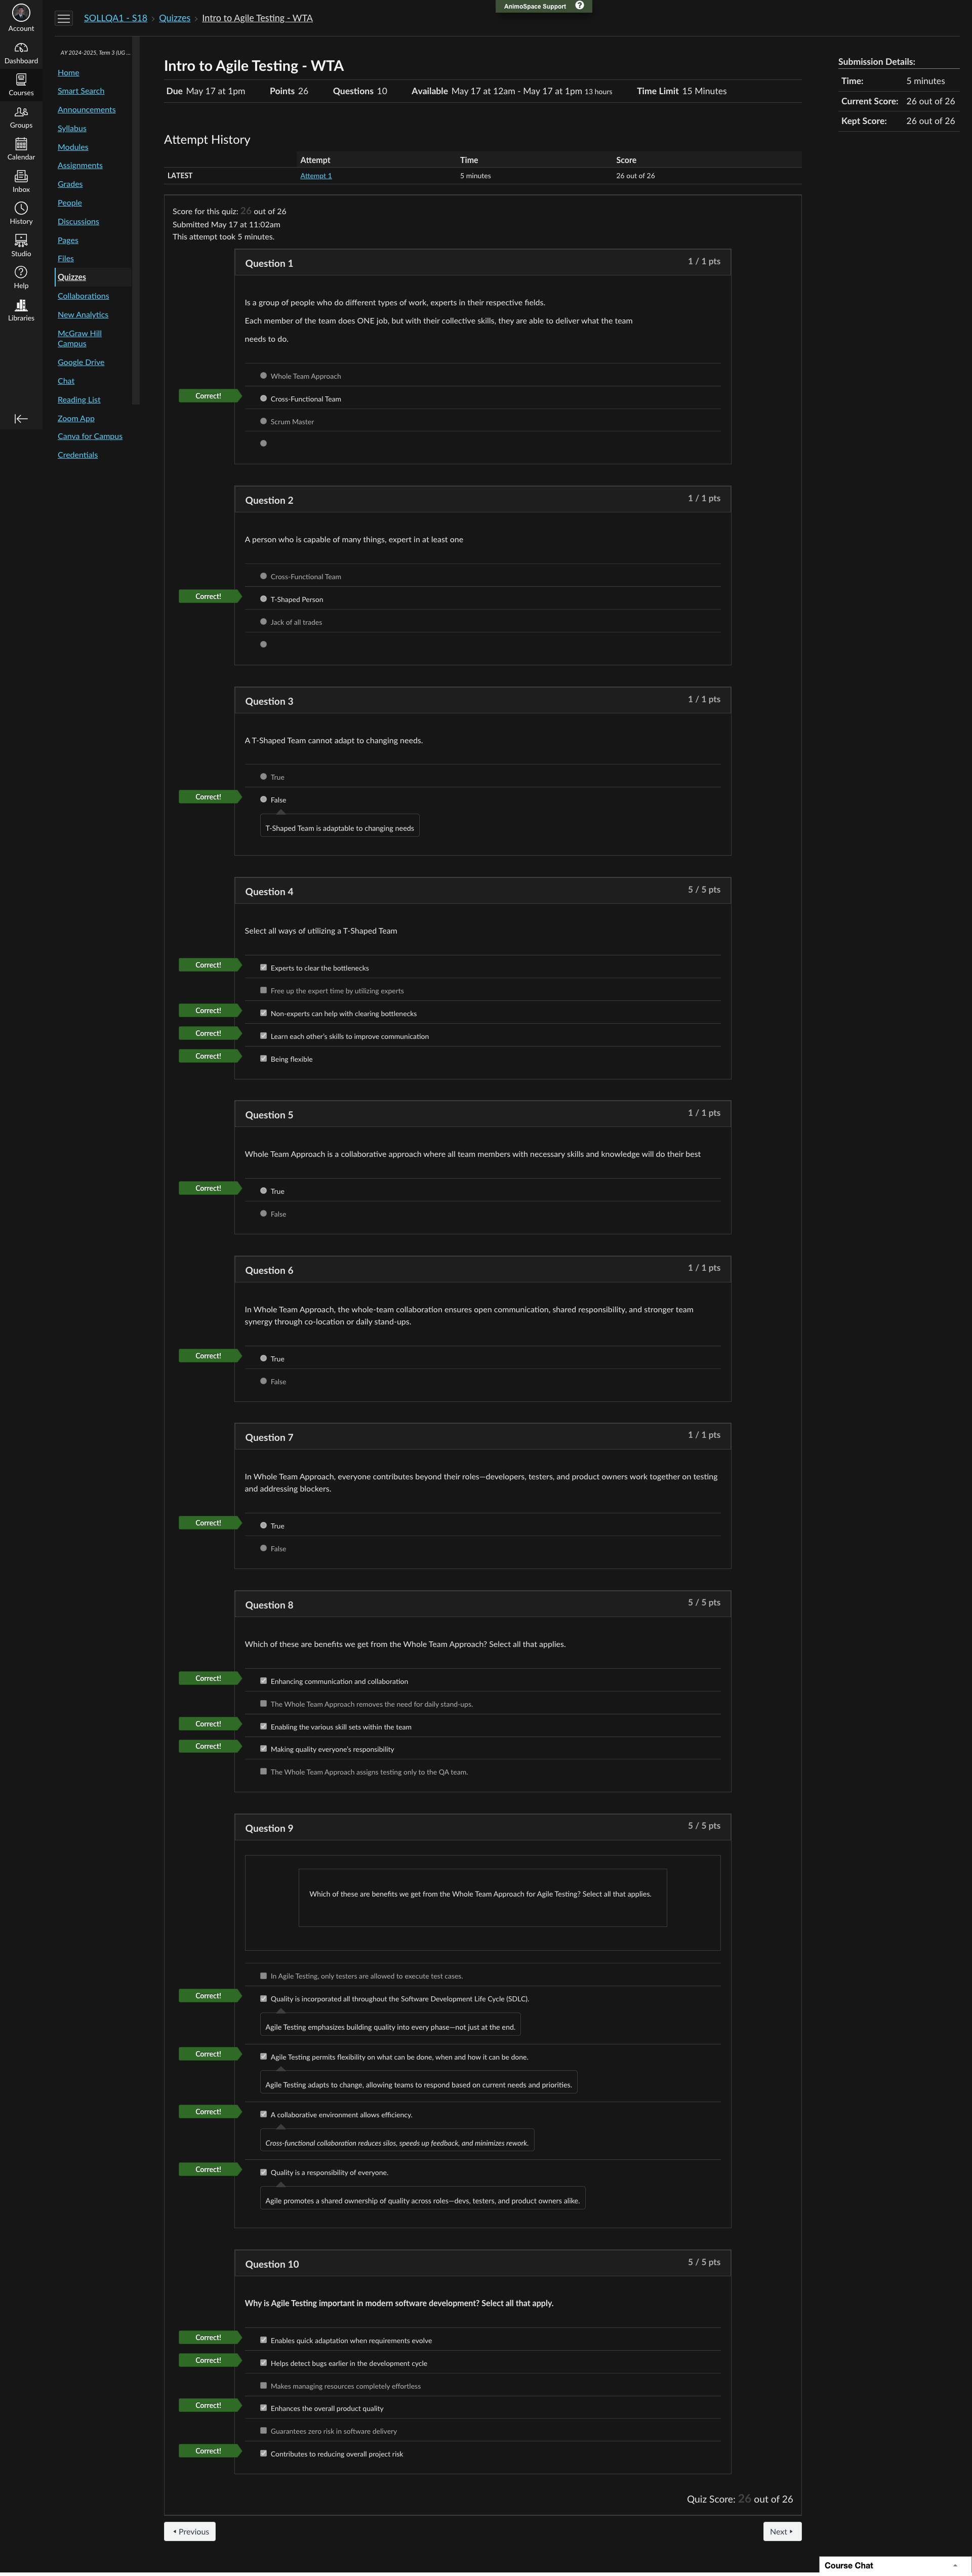 AnimoSpace Support ?
Account
Dashboard
Courses
Groups
Calendar
Inbox
History
Studio
Help
Libraries
SOLLQA1 - S18 › Quizzes › Intro to Agile Testing - WTA
AY 2024-2025, Term 3 (UG ...
Home
Smart Search
Announcements
Syllabus
Modules
Assignments
Grades
People
Discussions
Pages
Files
Quizzes
Collaborations
New Analytics
McGraw Hill
Campus
Google Drive
Chat
Reading List
Zoom App
Canva for Campus
Credentials
Intro to Agile Testing - WTA
Due May 17 at 1pm Points 26 Questions 10 Available May 17 at 12am - May 17 at 1pm 13 hours Time Limit 15 Minutes
Submission Details:
Time: 5 minutes
Current Score: 26 out of 26
Kept Score: 26 out of 26
Attempt History
Attempt Time Score
LATEST Attempt 1 5 minutes 26 out of 26
Score for this quiz: 26 out of 26
Submitted May 17 at 11:02am
This attempt took 5 minutes.
Question 1 1 / 1 pts
Is a group of people who do different types of work, experts in their respective fields.
Each member of the team does ONE job, but with their collective skills, they are able to deliver what the team
needs to do.
Whole Team Approach
Correct! Cross-Functional Team
Scrum Master
Question 2 1 / 1 pts
A person who is capable of many things, expert in at least one
Cross-Functional Team
Correct! T-Shaped Person
Jack of all trades
Question 3 1 / 1 pts
A T-Shaped Team cannot adapt to changing needs.
True
Correct! False
T-Shaped Team is adaptable to changing needs
Question 4 5 / 5 pts
Select all ways of utilizing a T-Shaped Team
Correct! Experts to clear the bottlenecks
Free up the expert time by utilizing experts
Correct! Non-experts can help with clearing bottlenecks
Correct! Learn each other's skills to improve communication
Correct! Being flexible
Question 5 1 / 1 pts
Whole Team Approach is a collaborative approach where all team members with necessary skills and knowledge will do their best
Correct! True
False
Question 6 1 / 1 pts
In Whole Team Approach, the whole-team collaboration ensures open communication, shared responsibility, and stronger team
synergy through co-location or daily stand-ups.
Correct! True
False
Question 7 1 / 1 pts
In Whole Team Approach, everyone contributes beyond their roles—developers, testers, and product owners work together on testing
and addressing blockers.
Correct! True
False
Question 8 5 / 5 pts
Which of these are benefits we get from the Whole Team Approach? Select all that applies.
Correct! Enhancing communication and collaboration
The Whole Team Approach removes the need for daily stand-ups.
Correct! Enabling the various skill sets within the team
Correct! Making quality everyone's responsibility
The Whole Team Approach assigns testing only to the QA team.
Question 9 5 / 5 pts
Which of these are benefits we get from the Whole Team Approach for Agile Testing? Select all that applies.
In Agile Testing, only testers are allowed to execute test cases.
Correct! Quality is incorporated all throughout the Software Development Life Cycle (SDLC).
Agile Testing emphasizes building quality into every phase—not just at the end.
Correct! Agile Testing permits flexibility on what can be done, when and how it can be done.
Agile Testing adapts to change, allowing teams to respond based on current needs and priorities.
Correct! A collaborative environment allows efficiency.
Cross-functional collaboration reduces silos, speeds up feedback, and minimizes rework.
Correct! Quality is a responsibility of everyone.
Agile promotes a shared ownership of quality across roles—devs, testers, and product owners alike.
Question 10 5 / 5 pts
Why is Agile Testing important in modern software development? Select all that apply.
Correct! Enables quick adaptation when requirements evolve
Correct! Helps detect bugs earlier in the development cycle
Makes managing resources completely effortless
Correct! Enhances the overall product quality
Guarantees zero risk in software delivery
Correct! Contributes to reducing overall project risk
Quiz Score: 26 out of 26
◂ Previous Next ▸
Course Chat